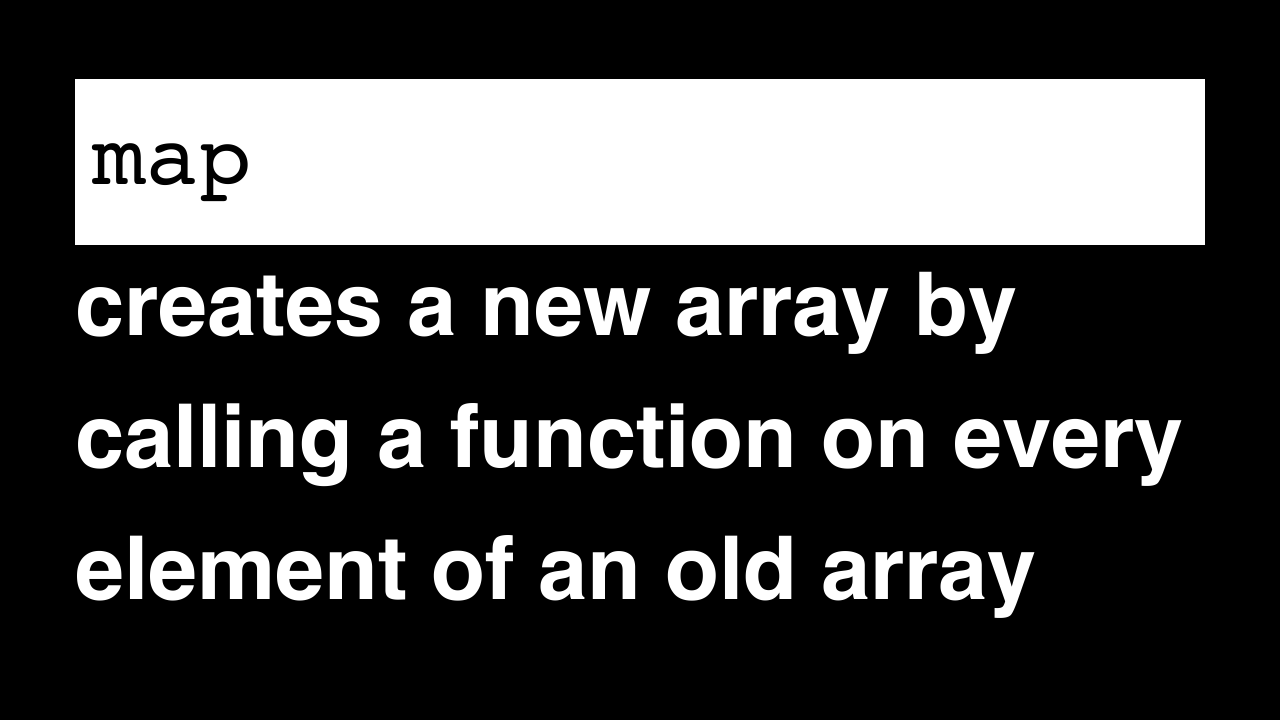 map
creates a new array by
calling a function on every
element of an old array